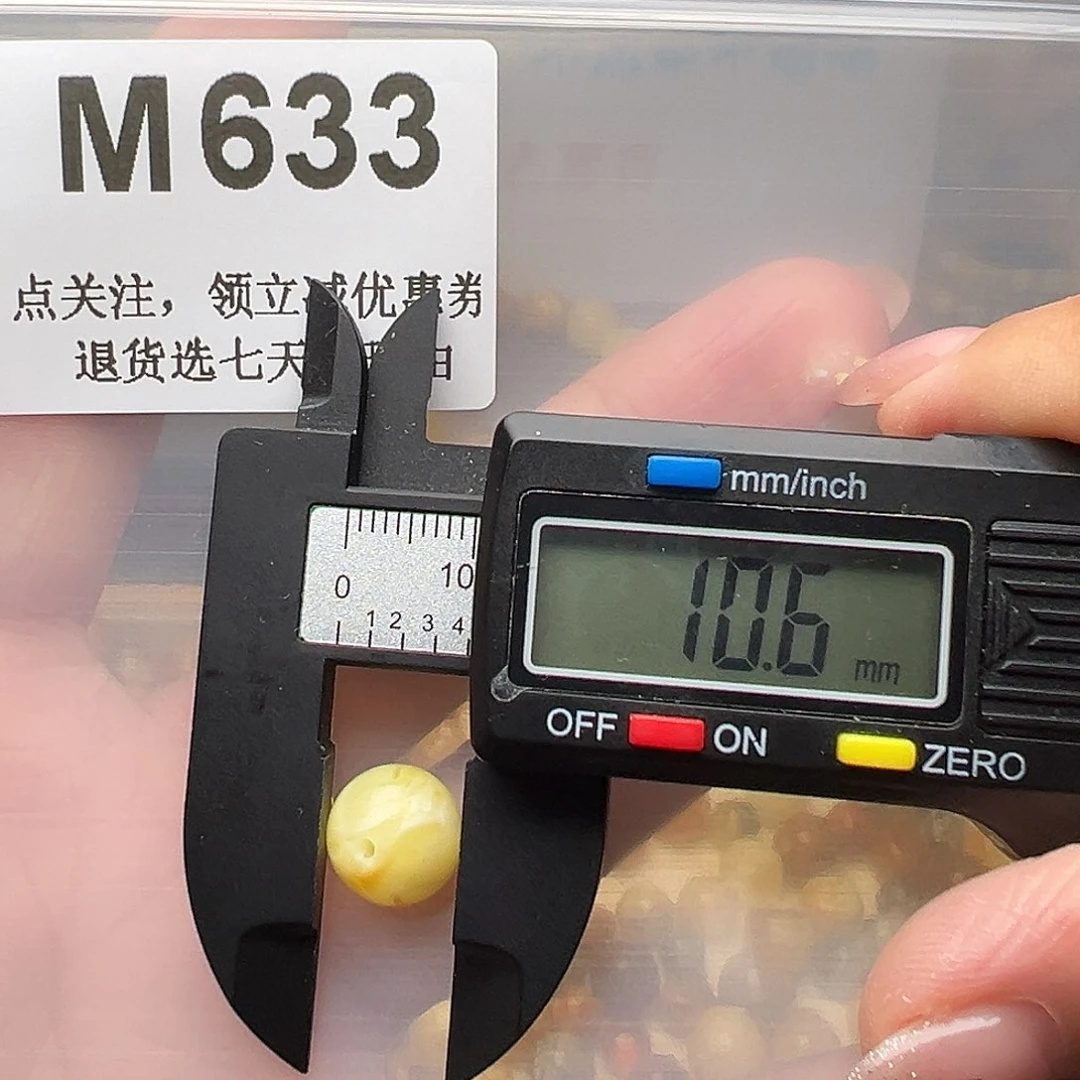 M633
点关注，领立减优惠券
退货选七天
mm/inch
0 10
1 2 3 4
10.6 mm
OFF ON ZERO